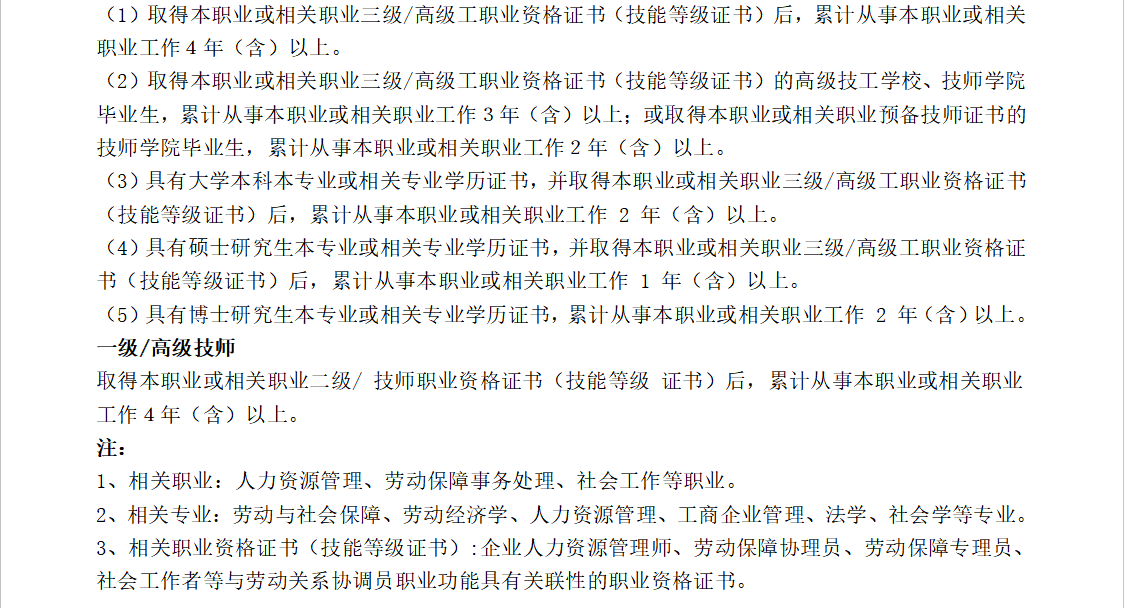 （1）取得本职业或相关职业三级/高级工职业资格证书（技能等级证书）后，累计从事本职业或相关
职业工作 4 年（含）以上。
（2）取得本职业或相关职业三级/高级工职业资格证书（技能等级证书）的高级技工学校、技师学院
毕业生，累计从事本职业或相关职业工作 3 年（含）以上；或取得本职业或相关职业预备技师证书的
技师学院毕业生，累计从事本职业或相关职业工作 2 年（含）以上。
（3）具有大学本科本专业或相关专业学历证书，并取得本职业或相关职业三级/高级工职业资格证书
（技能等级证书）后，累计从事本职业或相关职业工作 2 年（含）以上。
（4）具有硕士研究生本专业或相关专业学历证书，并取得本职业或相关职业三级/高级工职业资格证
书（技能等级证书）后，累计从事本职业或相关职业工作 1 年（含）以上。
（5）具有博士研究生本专业或相关专业学历证书，累计从事本职业或相关职业工作 2 年（含）以上。
一级/高级技师
取得本职业或相关职业二级/ 技师职业资格证书（技能等级 证书）后，累计从事本职业或相关职业
工作 4 年（含）以上。
注：
1、相关职业：人力资源管理、劳动保障事务处理、社会工作等职业。
2、相关专业：劳动与社会保障、劳动经济学、人力资源管理、工商企业管理、法学、社会学等专业。
3、相关职业资格证书（技能等级证书）:企业人力资源管理师、劳动保障协理员、劳动保障专理员、
社会工作者等与劳动关系协调员职业功能具有关联性的职业资格证书。